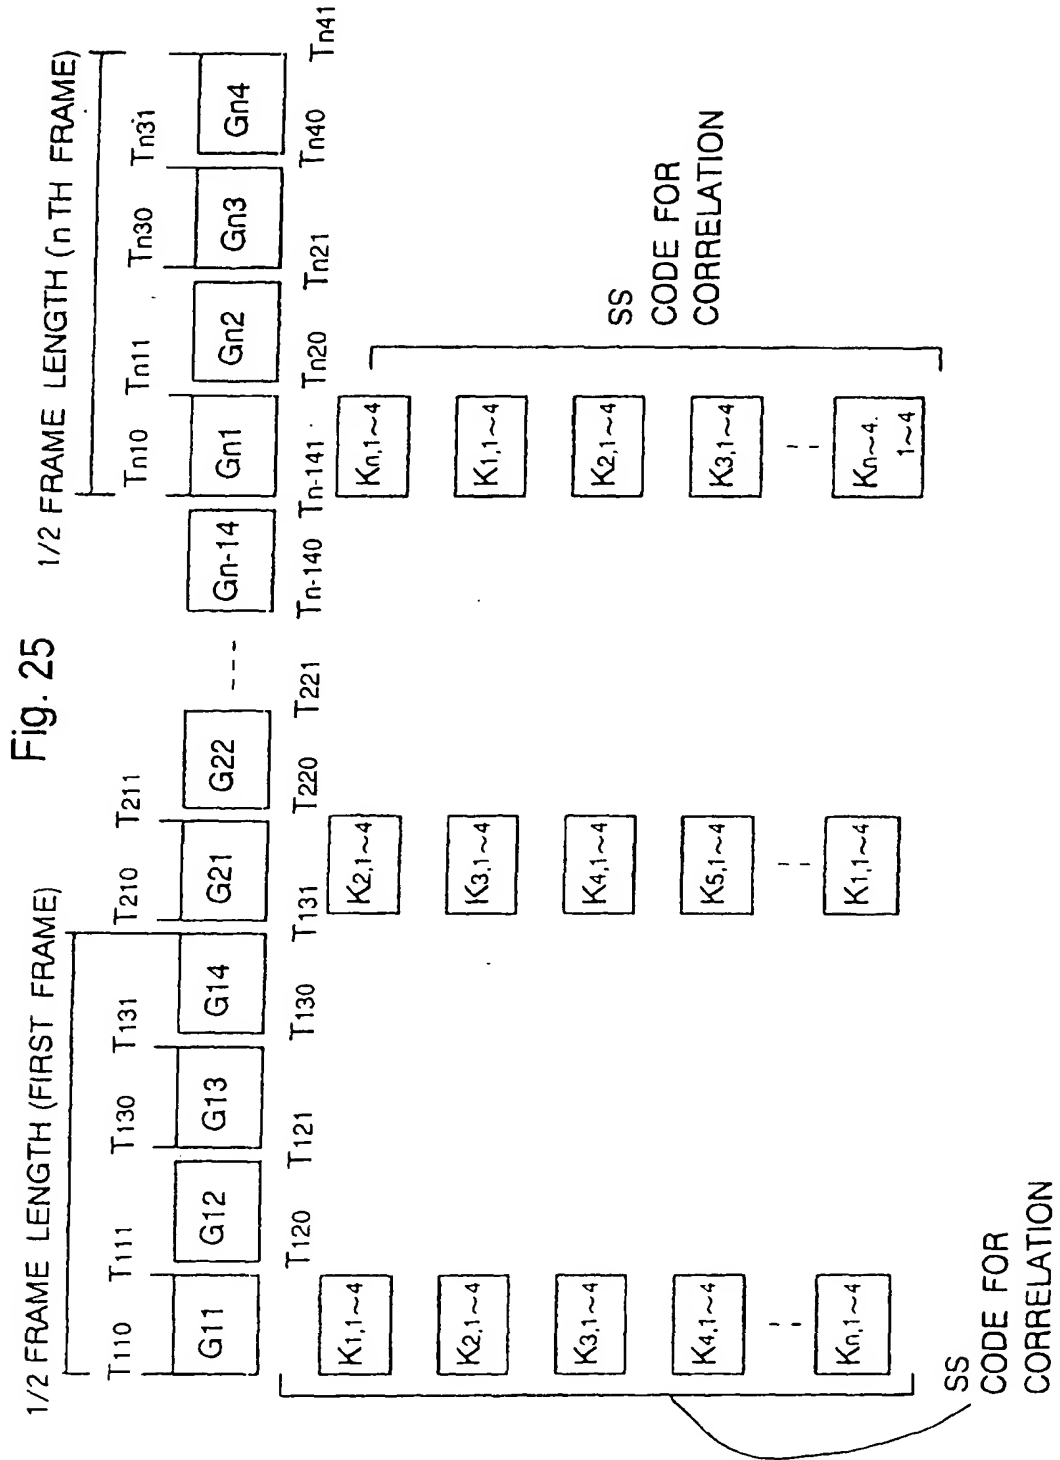 Fig. 25
1/2 FRAME LENGTH (FIRST FRAME)
1/2 FRAME LENGTH (n TH FRAME)
T110 T111 T130 T131 T210 T211 Tn10 Tn11 Tn30 Tn31
G11 G12 G13 G14 G21 G22 ---- Gn-14 Gn1 Gn2 Gn3 Gn4
T120 T121 T130 T131 T220 T221 Tn-140 Tn-141 Tn20 Tn21 Tn40 Tn41
K1,1~4 K2,1~4 Kn,1~4
K2,1~4 K3,1~4 K1,1~4
K3,1~4 K4,1~4 K2,1~4
K4,1~4 K5,1~4 K3,1~4
-- -- --
Kn,1~4 K1,1~4 Kn~4.
1~4
SS
CODE FOR
CORRELATION
SS
CODE FOR
CORRELATION